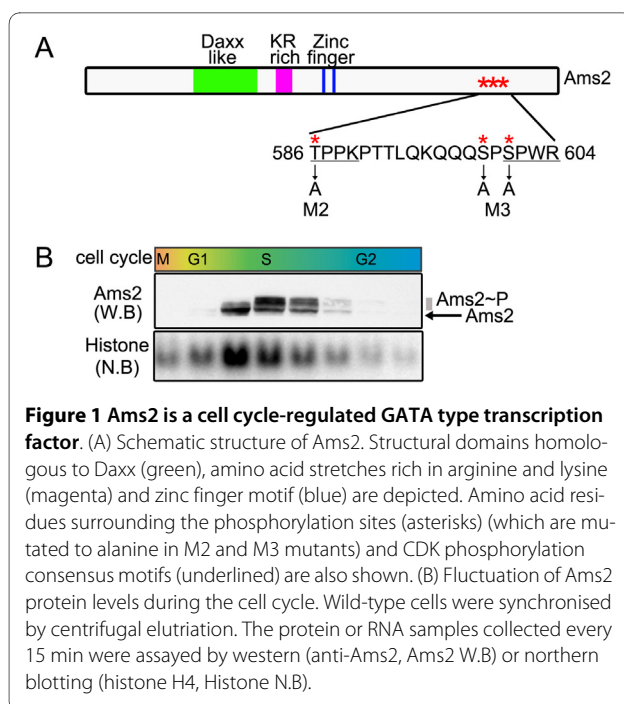 A
Daxx like
KR rich
Zinc finger
Ams2
***
* * *
586 TPPKPTTLQKQQQSPSPWR 604
A A A
M2 M3
B cell cycle M G1 S G2
Ams2 (W.B)
Ams2~P
Ams2
Histone (N.B)
Figure 1 Ams2 is a cell cycle-regulated GATA type transcription
factor. (A) Schematic structure of Ams2. Structural domains homolo-
gous to Daxx (green), amino acid stretches rich in arginine and lysine
(magenta) and zinc finger motif (blue) are depicted. Amino acid resi-
dues surrounding the phosphorylation sites (asterisks) (which are mu-
tated to alanine in M2 and M3 mutants) and CDK phosphorylation
consensus motifs (underlined) are also shown. (B) Fluctuation of Ams2
protein levels during the cell cycle. Wild-type cells were synchronised
by centrifugal elutriation. The protein or RNA samples collected every
15 min were assayed by western (anti-Ams2, Ams2 W.B) or northern
blotting (histone H4, Histone N.B).